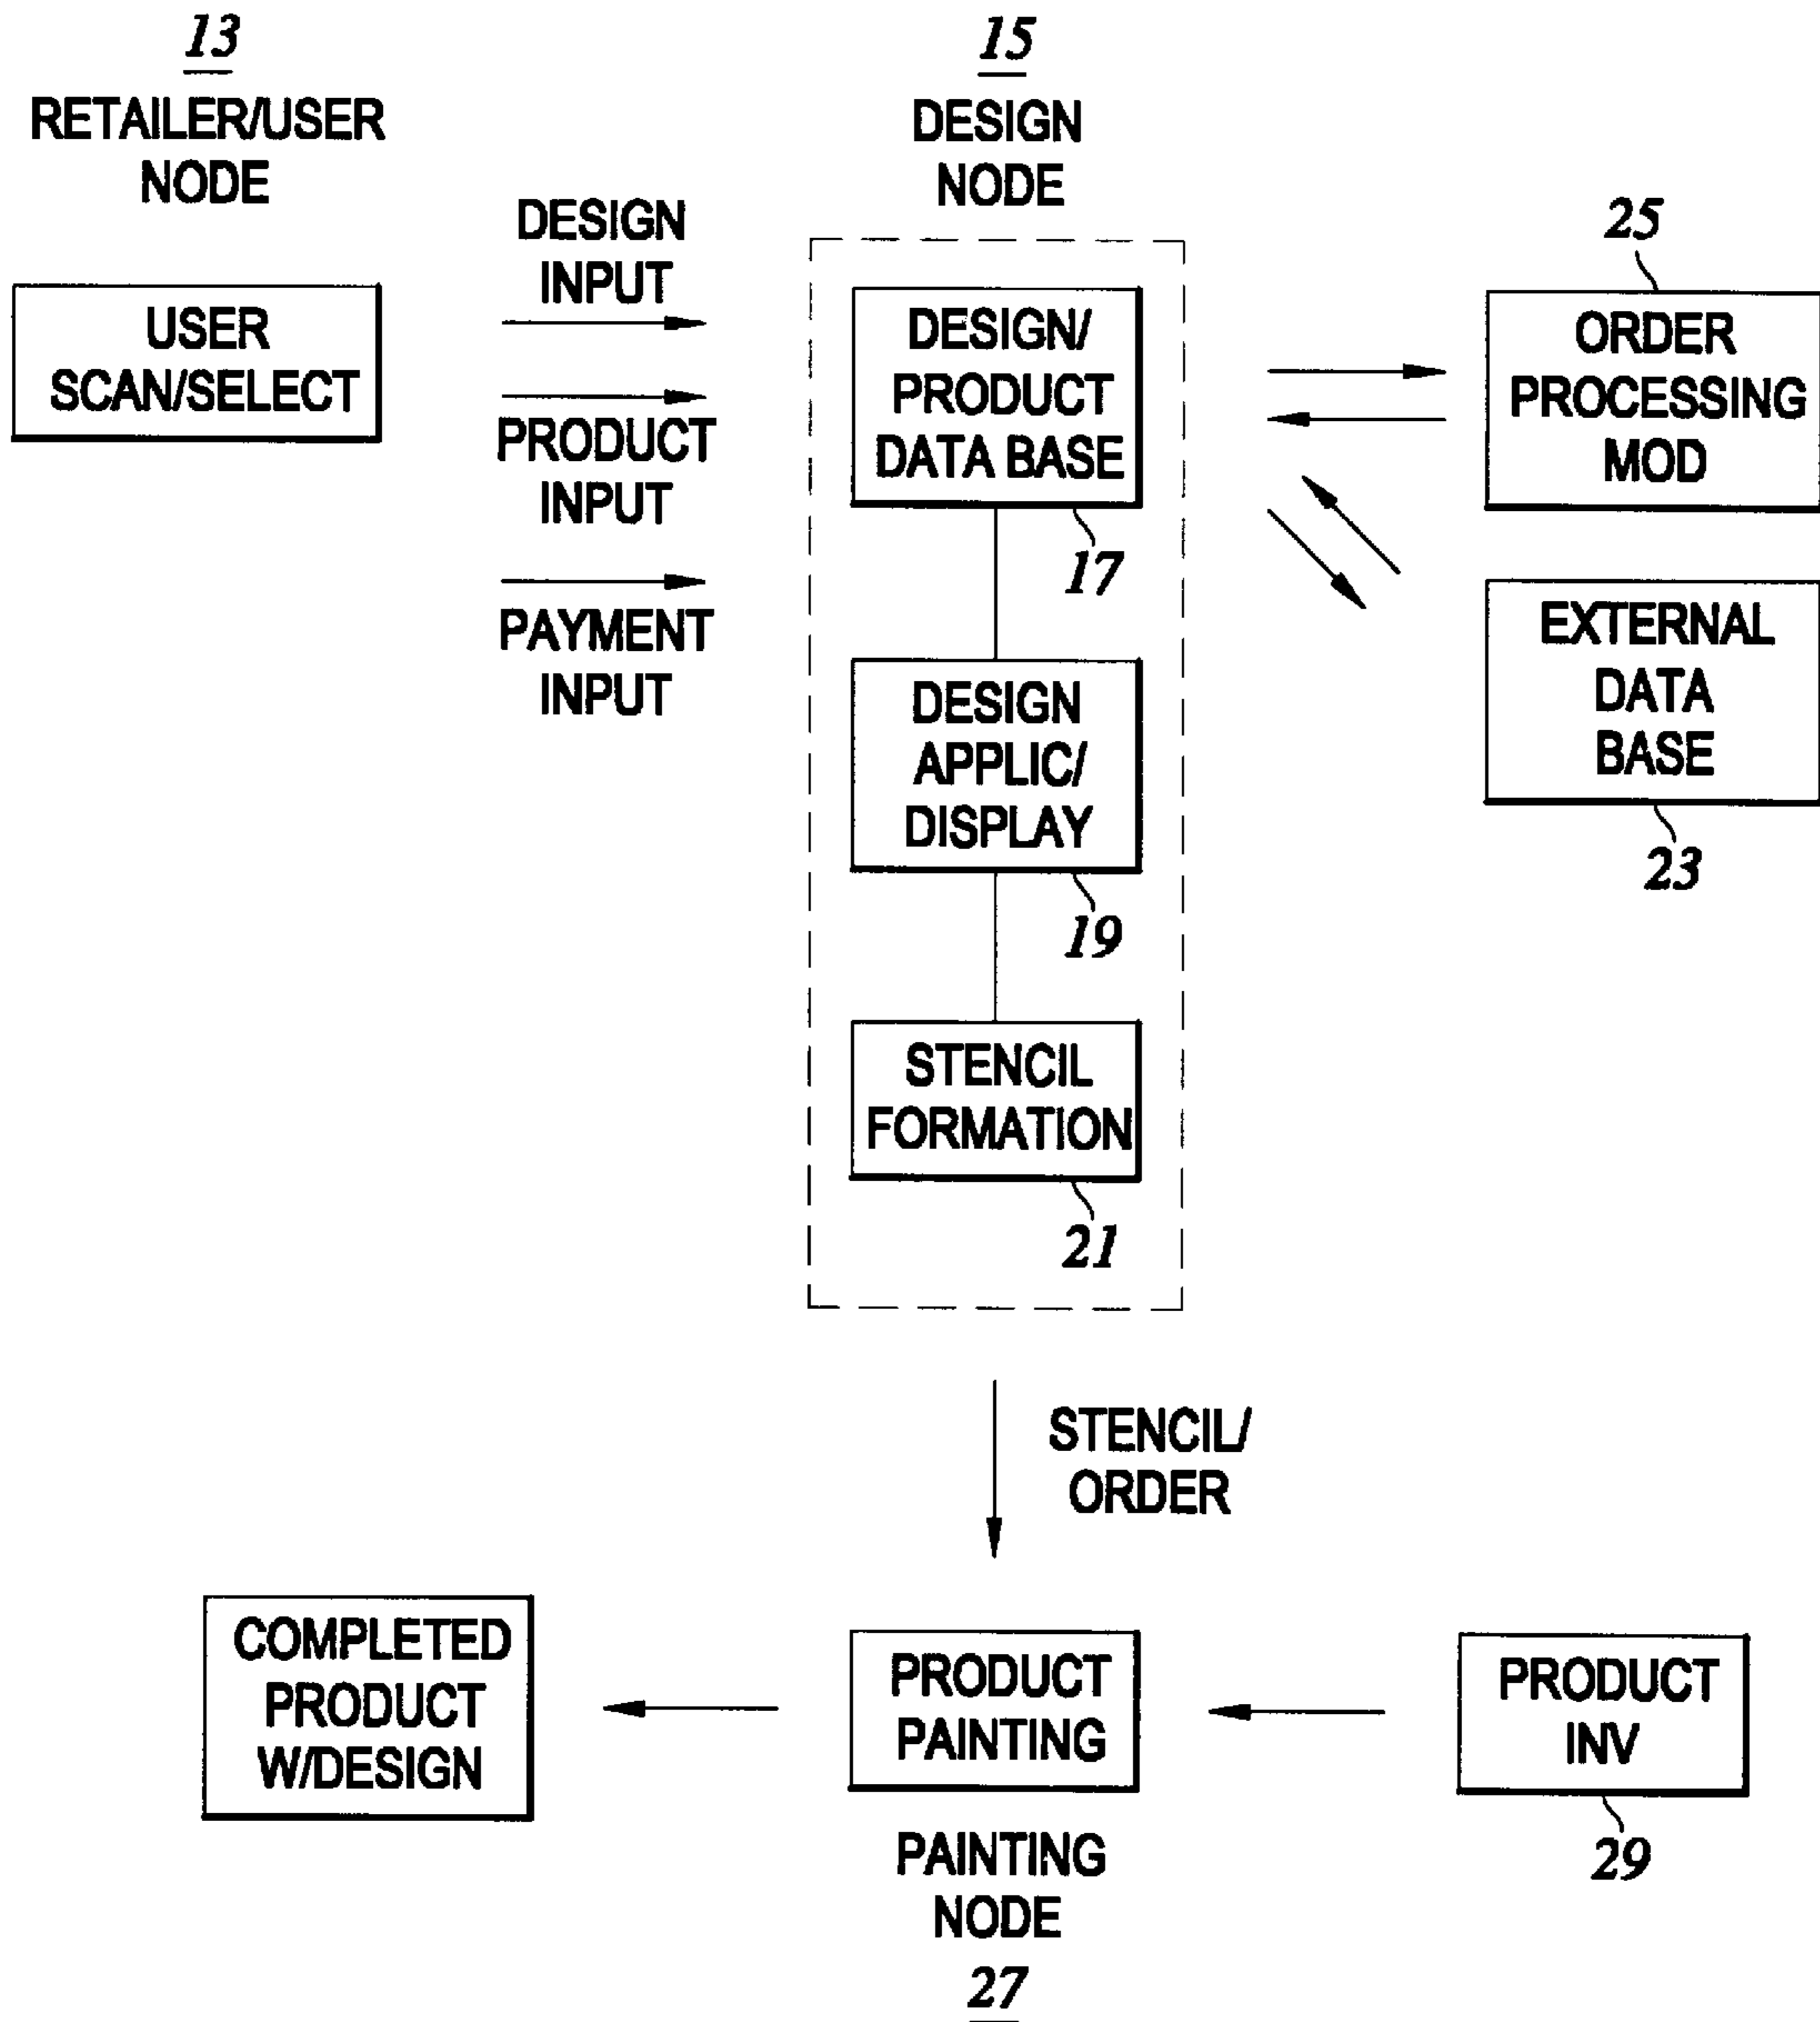 13
RETAILER/USER
NODE
USER
SCAN/SELECT
DESIGN
INPUT
PRODUCT
INPUT
PAYMENT
INPUT
15
DESIGN
NODE
DESIGN/
PRODUCT
DATA BASE
17
DESIGN
APPLIC/
DISPLAY
19
STENCIL
FORMATION
21
25
ORDER
PROCESSING
MOD
EXTERNAL
DATA
BASE
23
STENCIL/
ORDER
COMPLETED
PRODUCT
W/DESIGN
PRODUCT
PAINTING
PAINTING
NODE
27
PRODUCT
INV
29